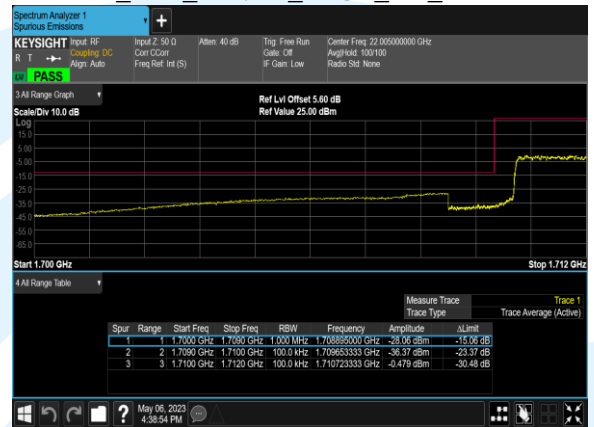 Spectrum Analyzer 1
Spurious Emissions
KEYSIGHT Input: RF Input Z: 50 Ω Atten: 40 dB Trig: Free Run Center Freq: 22.005000000 GHz
R T Coupling: DC Corr CCorr Gate: Off Avg|Hold: 100/100
Align: Auto Freq Ref: Int (S) IF Gain: Low Radio Std: None
LV PASS
3 All Range Graph
Scale/Div 10.0 dB Ref Lvl Offset 5.60 dB
Ref Value 25.00 dBm
Log
15.0
5.00
-5.00
-15.0
-25.0
-35.0
-45.0
-55.0
-65.0
Start 1.700 GHz Stop 1.712 GHz
4 All Range Table
Measure Trace Trace 1
Trace Type Trace Average (Active)
Spur Range Start Freq Stop Freq RBW Frequency Amplitude ΔLimit
1 1 1.7000 GHz 1.7090 GHz 1.000 MHz 1.708895000 GHz -28.06 dBm -15.06 dB
2 2 1.7090 GHz 1.7100 GHz 100.0 kHz 1.709653333 GHz -36.37 dBm -23.37 dB
3 3 1.7100 GHz 1.7120 GHz 100.0 kHz 1.710723333 GHz -0.479 dBm -30.48 dB
? May 06, 2023
4:38:54 PM